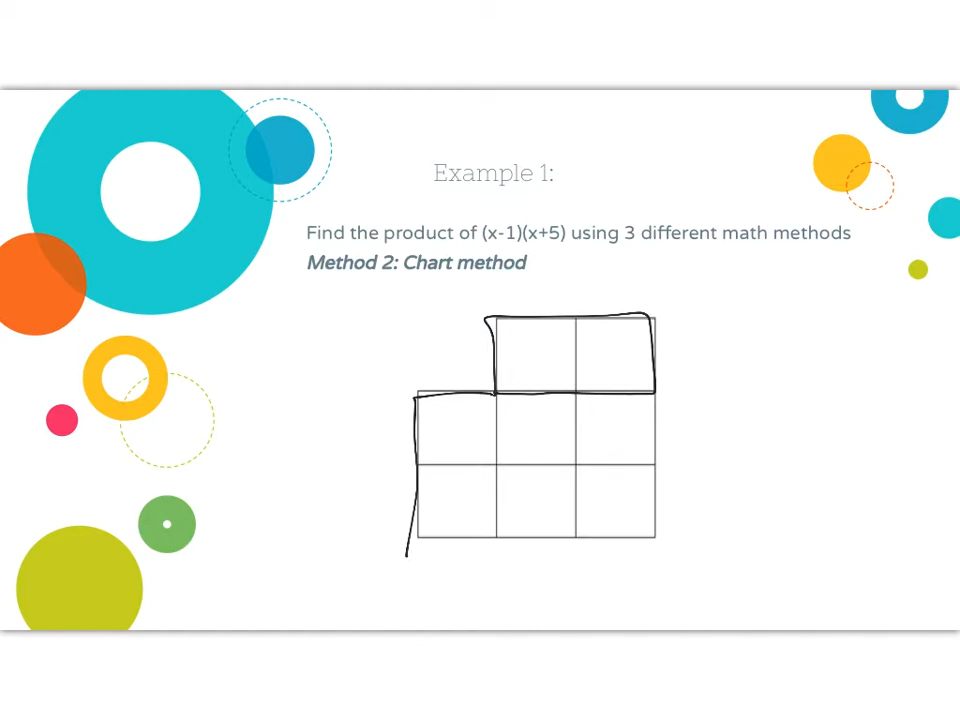 Example 1:
Find the product of (x-1)(x+5) using 3 different math methods
Method 2: Chart method